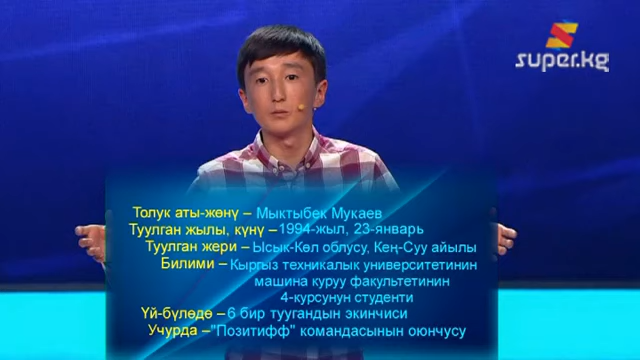 super.kg
Толук аты-жөнү – Мыктыбек Мукаев
Туулган жылы, күнү –1994-жыл, 23-январь
Туулган жери – Ысык-Көл облусу, Кең-Суу айылы
Билими – Кыргыз техникалык университетинин
машина куруу факультетинин
4-курсунун студенти
Үй-бүлөдө –6 бир туугандын экинчиси
Учурда –"Позитифф" командасынын оюнчусу